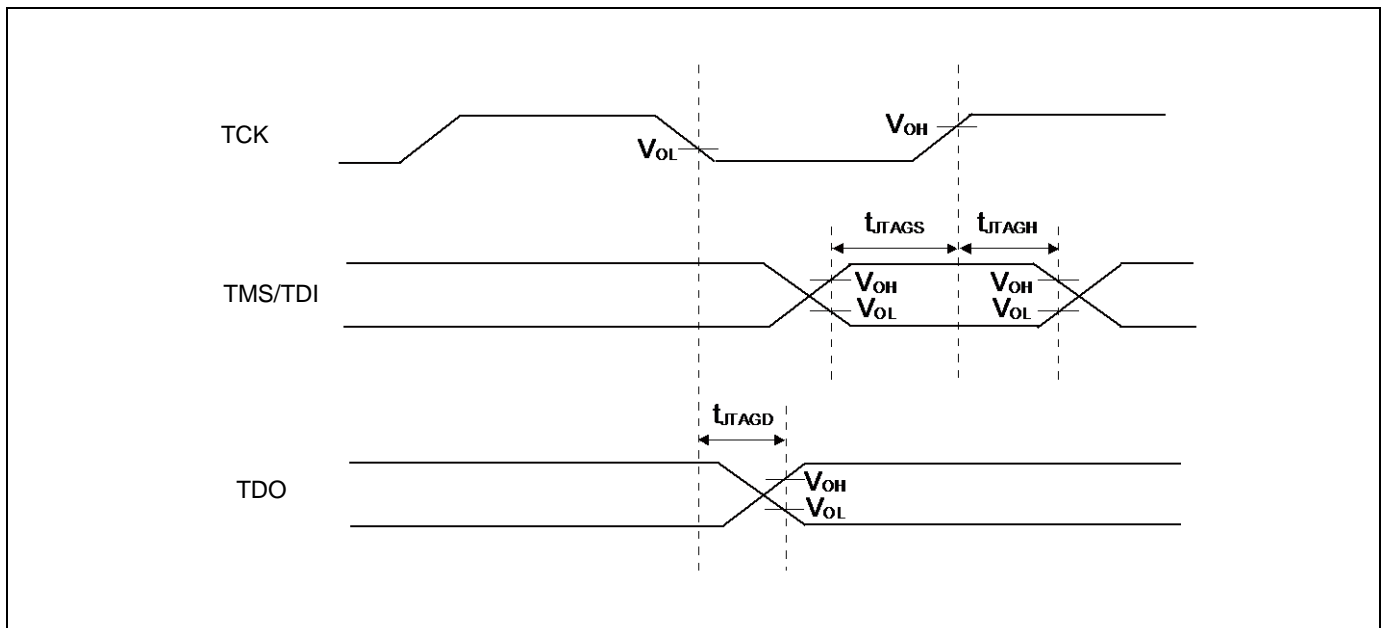 TCK
VOL
VOH
tJTAGS
tJTAGH
TMS/TDI
VOH
VOL
VOH
VOL
tJTAGD
TDO
VOH
VOL